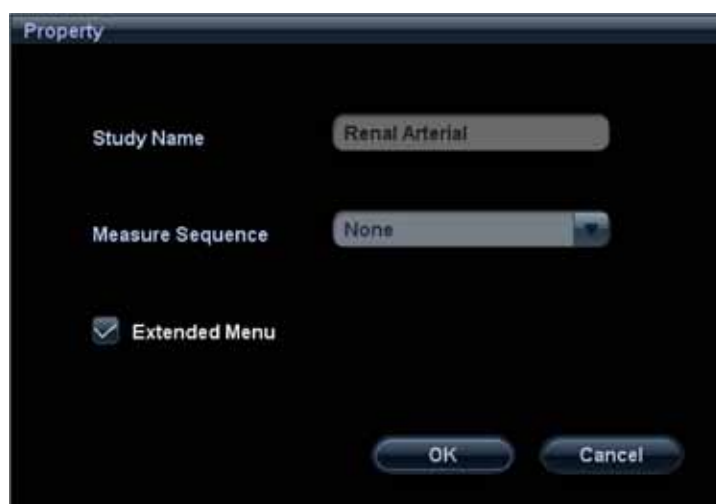 Property
Study Name
Renal Arterial
Measure Sequence
None
Extended Menu
OK
Cancel